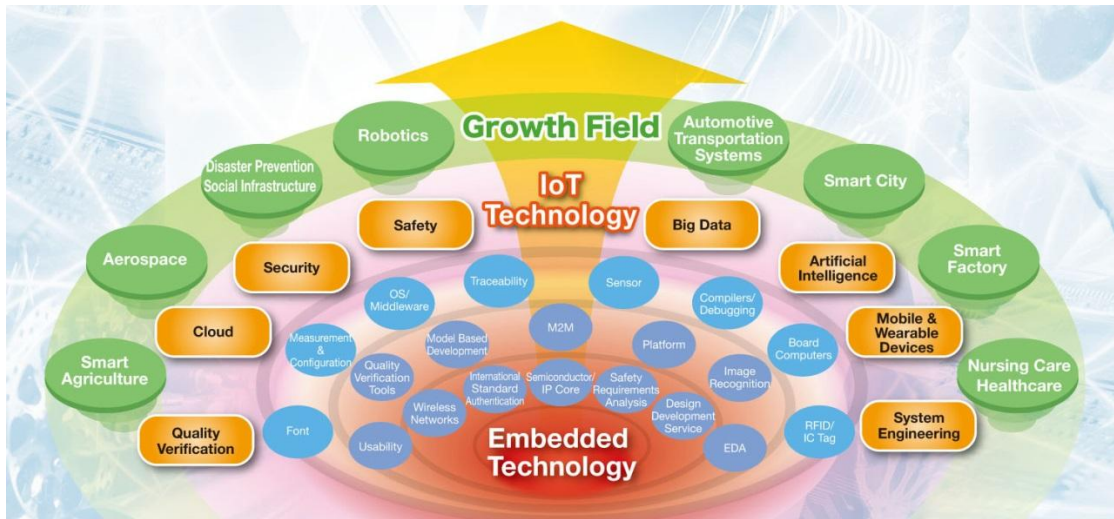 Growth Field
Robotics
Automotive
Transportation
Systems
Disaster Prevention
Social Infrastructure
Smart City
Aerospace
Smart
Factory
Smart
Agriculture
Nursing Care
Healthcare
IoT
Technology
Safety
Big Data
Security
Artificial
Intelligence
Cloud
Mobile &
Wearable
Devices
Quality
Verification
System
Engineering
Traceability
Sensor
OS/
Middleware
Compilers/
Debugging
Measurement
&
Configuration
Board
Computers
Font
RFID/
IC Tag
M2M
Model Based
Development
Platform
Quality
Verification
Tools
Image
Recognition
International
Standard
Authentication
Semiconductor/
IP Core
Safety
Requirements
Analysis
Wireless
Networks
Design
Development
Service
Usability
EDA
Embedded
Technology